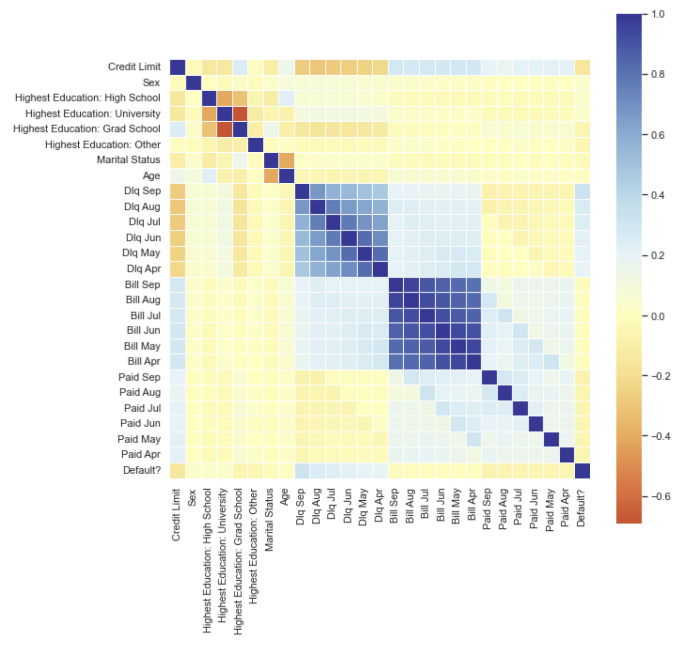 Credit Limit
Sex
Highest Education: High School
Highest Education: University
Highest Education: Grad School
Highest Education: Other
Marital Status
Age
Dlq Sep
Dlq Aug
Dlq Jul
Dlq Jun
Dlq May
Dlq Apr
Bill Sep
Bill Aug
Bill Jul
Bill Jun
Bill May
Bill Apr
Paid Sep
Paid Aug
Paid Jul
Paid Jun
Paid May
Paid Apr
Default?
Credit Limit
Sex
Highest Education: High School
Highest Education: University
Highest Education: Grad School
Highest Education: Other
Marital Status
Age
Dlq Sep
Dlq Aug
Dlq Jul
Dlq Jun
Dlq May
Dlq Apr
Bill Sep
Bill Aug
Bill Jul
Bill Jun
Bill May
Bill Apr
Paid Sep
Paid Aug
Paid Jul
Paid Jun
Paid May
Paid Apr
Default?
1.0
0.8
0.6
0.4
0.2
0.0
−0.2
−0.4
−0.6